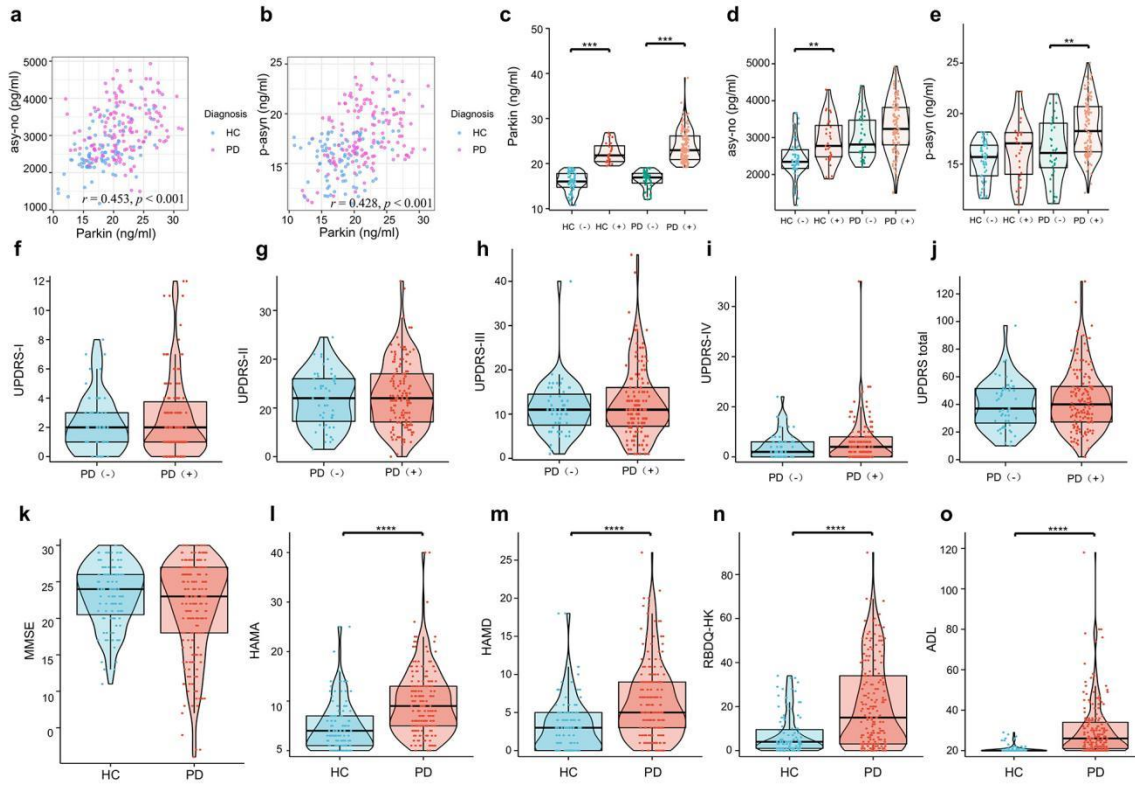 a
5000
4000
3000
2000
1000
asy-no (pg/ml)
10 15 20 25 30
Parkin (ng/ml)
r = 0.453, p < 0.001
Diagnosis
HC
PD
b
25
20
15
p-asyn (ng/ml)
10 15 20 25 30
Parkin (ng/ml)
r = 0.428, p < 0.001
Diagnosis
HC
PD
c
50
40
30
20
10
Parkin (ng/ml)
***
***
HC (-) HC (+) PD (-) PD (+)
d
5000
4000
3000
2000
asy-no (pg/ml)
**
HC (-) HC (+) PD (-) PD (+)
e
25
20
15
p-asyn (ng/ml)
**
HC (-) HC (+) PD (-) PD (+)
f
12
10
8
6
4
2
0
UPDRS-I
PD (-) PD (+)
g
30
20
20
0
UPDRS-II
PD (-) PD (+)
h
40
30
20
10
0
UPDRS-III
PD (-) PD (+)
i
30
20
20
0
UPDRS-IV
PD (-) PD (+)
j
120
100
80
60
40
20
0
UPDRS total
PD (-) PD (+)
k
30
25
20
15
10
0
MMSE
HC PD
l
40
30
20
10
5
HAMA
****
HC PD
m
25
20
15
10
5
0
HAMD
****
HC PD
n
80
60
40
20
0
RBDQ-HK
****
HC PD
o
120
100
80
60
40
20
ADL
****
HC PD